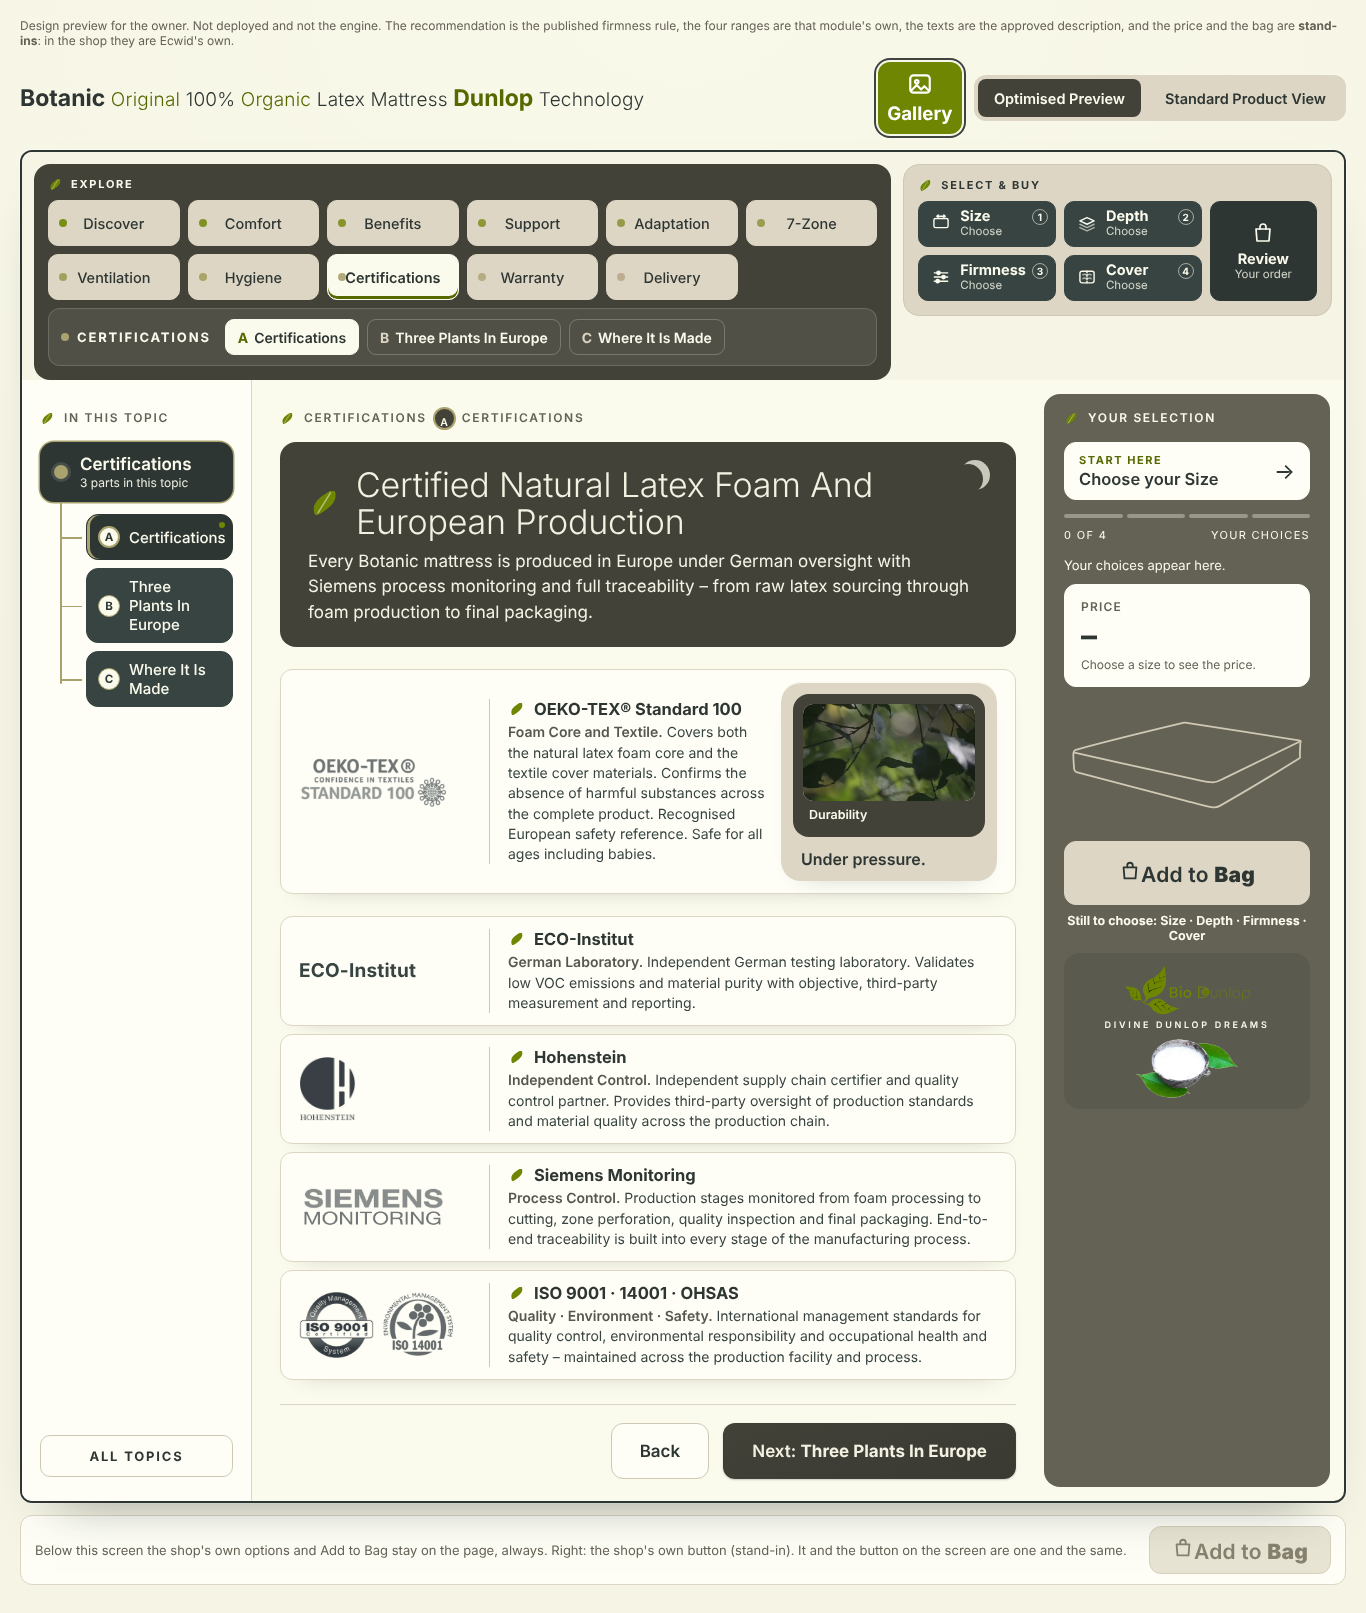 Design preview for the owner. Not deployed and not the engine. The recommendation is the published firmness rule, the four ranges are that module's own, the texts are the approved description, and the price and the bag are stand-
ins: in the shop they are Ecwid's own.
Botanic Original 100% Organic Latex Mattress Dunlop Technology
Gallery
Optimised Preview
Standard Product View
EXPLORE
Discover
Comfort
Benefits
Support
Adaptation
7-Zone
Ventilation
Hygiene
Certifications
Warranty
Delivery
CERTIFICATIONS
A Certifications
B Three Plants In Europe
C Where It Is Made
SELECT & BUY
Size
Choose
1
Depth
Choose
2
Firmness
Choose
3
Cover
Choose
4
Review
Your order
IN THIS TOPIC
Certifications
3 parts in this topic
A Certifications
B Three
Plants In
Europe
C Where It Is
Made
ALL TOPICS
CERTIFICATIONS A CERTIFICATIONS
Certified Natural Latex Foam And
European Production
Every Botanic mattress is produced in Europe under German oversight with
Siemens process monitoring and full traceability – from raw latex sourcing through
foam production to final packaging.
OEKO-TEX®
CONFIDENCE IN TEXTILES
STANDARD 100
OEKO-TEX® Standard 100
Foam Core and Textile. Covers both
the natural latex foam core and the
textile cover materials. Confirms the
absence of harmful substances across
the complete product. Recognised
European safety reference. Safe for all
ages including babies.
Durability
Under pressure.
ECO-Institut
ECO-Institut
German Laboratory. Independent German testing laboratory. Validates
low VOC emissions and material purity with objective, third-party
measurement and reporting.
HOHENSTEIN
Hohenstein
Independent Control. Independent supply chain certifier and quality
control partner. Provides third-party oversight of production standards
and material quality across the production chain.
SIEMENS
MONITORING
Siemens Monitoring
Process Control. Production stages monitored from foam processing to
cutting, zone perforation, quality inspection and final packaging. End-to-
end traceability is built into every stage of the manufacturing process.
Quality Management
ISO 9001
Certified
System
ENVIRONMENTAL MANAGEMENT SYSTEM
ISO 14001
ISO 9001 · 14001 · OHSAS
Quality · Environment · Safety. International management standards for
quality control, environmental responsibility and occupational health and
safety – maintained across the production facility and process.
Back
Next: Three Plants In Europe
YOUR SELECTION
START HERE
Choose your Size
0 OF 4
YOUR CHOICES
Your choices appear here.
PRICE
–
Choose a size to see the price.
Add to Bag
Still to choose: Size · Depth · Firmness ·
Cover
Bio Dunlop
DIVINE DUNLOP DREAMS
Below this screen the shop's own options and Add to Bag stay on the page, always. Right: the shop's own button (stand-in). It and the button on the screen are one and the same.
Add to Bag